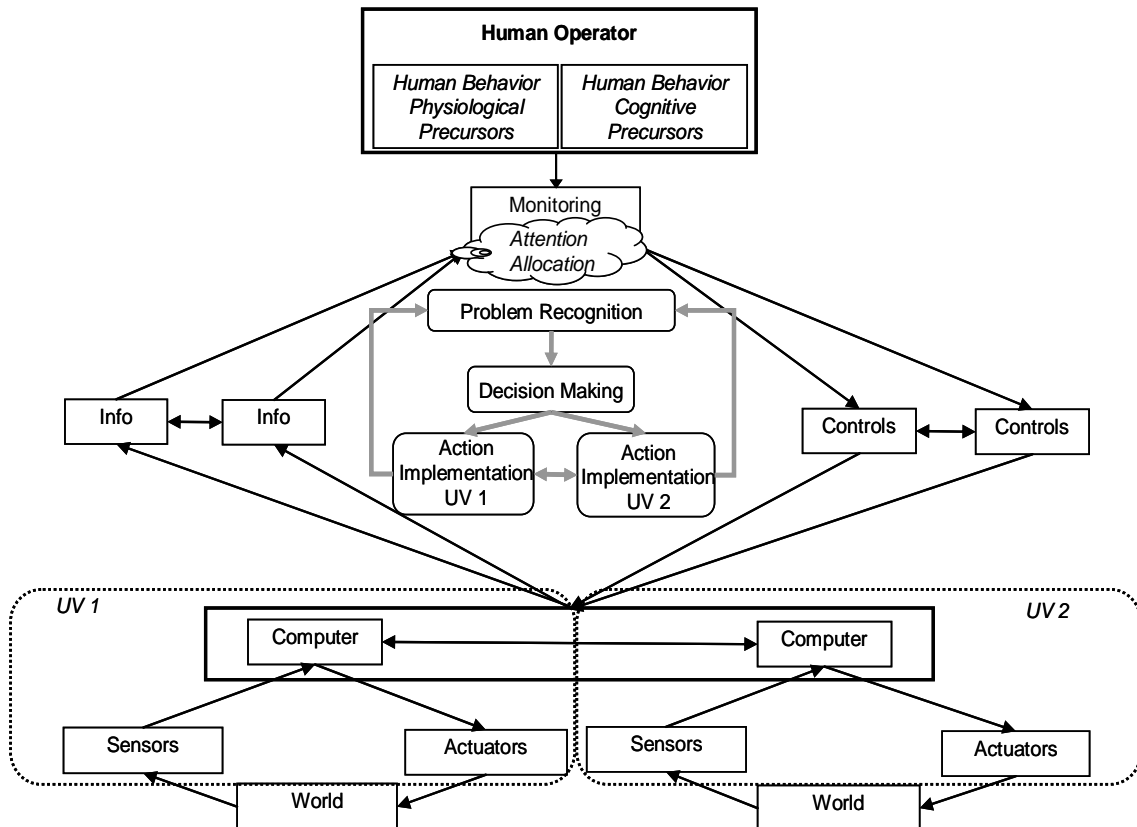 Human Operator
Human Behavior
Physiological
Precursors
Human Behavior
Cognitive
Precursors
Monitoring
Attention
Allocation
Problem Recognition
Decision Making
Info
Info
Controls
Controls
Action
Implementation
UV 1
Action
Implementation
UV 2
UV 1
UV 2
Computer
Computer
Sensors
Actuators
Sensors
Actuators
World
World